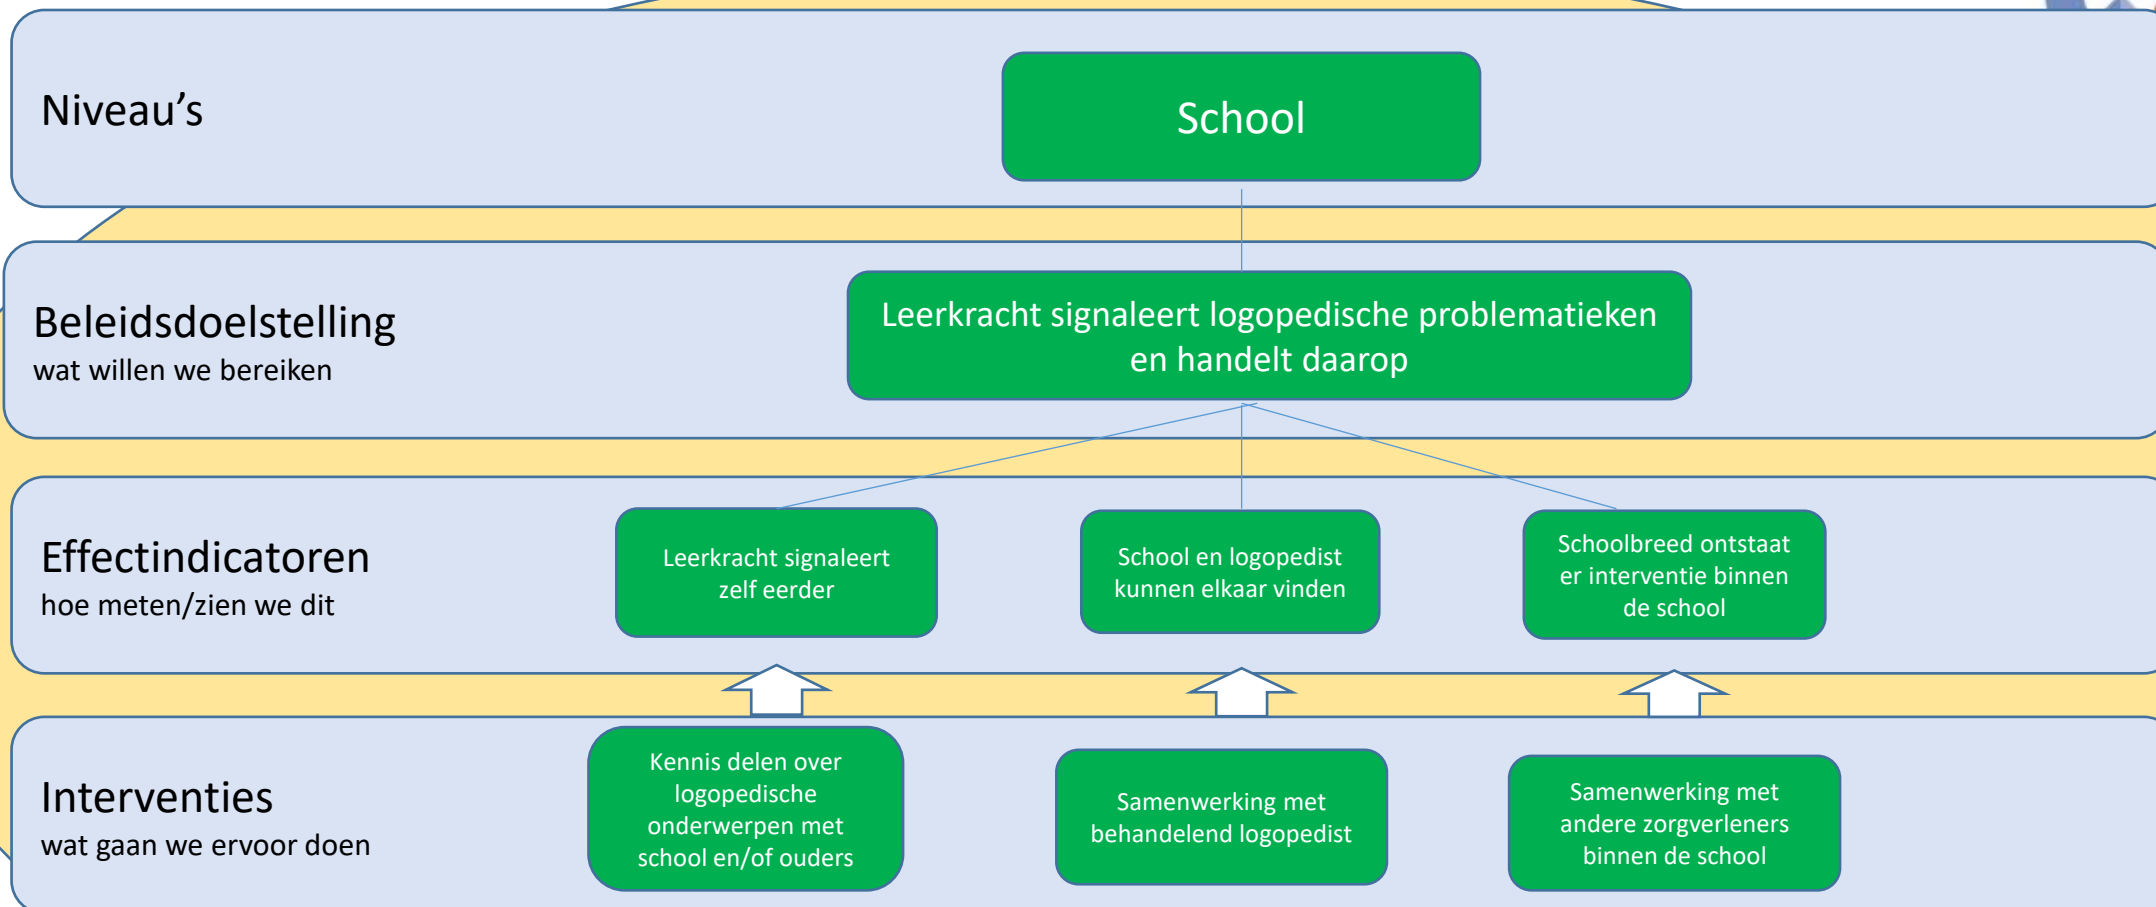 Niveau’s
School
Beleidsdoelstelling
wat willen we bereiken
Leerkracht signaleert logopedische problematieken
en handelt daarop
Effectindicatoren
hoe meten/zien we dit
Leerkracht signaleert
zelf eerder
School en logopedist
kunnen elkaar vinden
Schoolbreed ontstaat
er interventie binnen
de school
Interventies
wat gaan we ervoor doen
Kennis delen over
logopedische
onderwerpen met
school en/of ouders
Samenwerking met
behandelend logopedist
Samenwerking met
andere zorgverleners
binnen de school